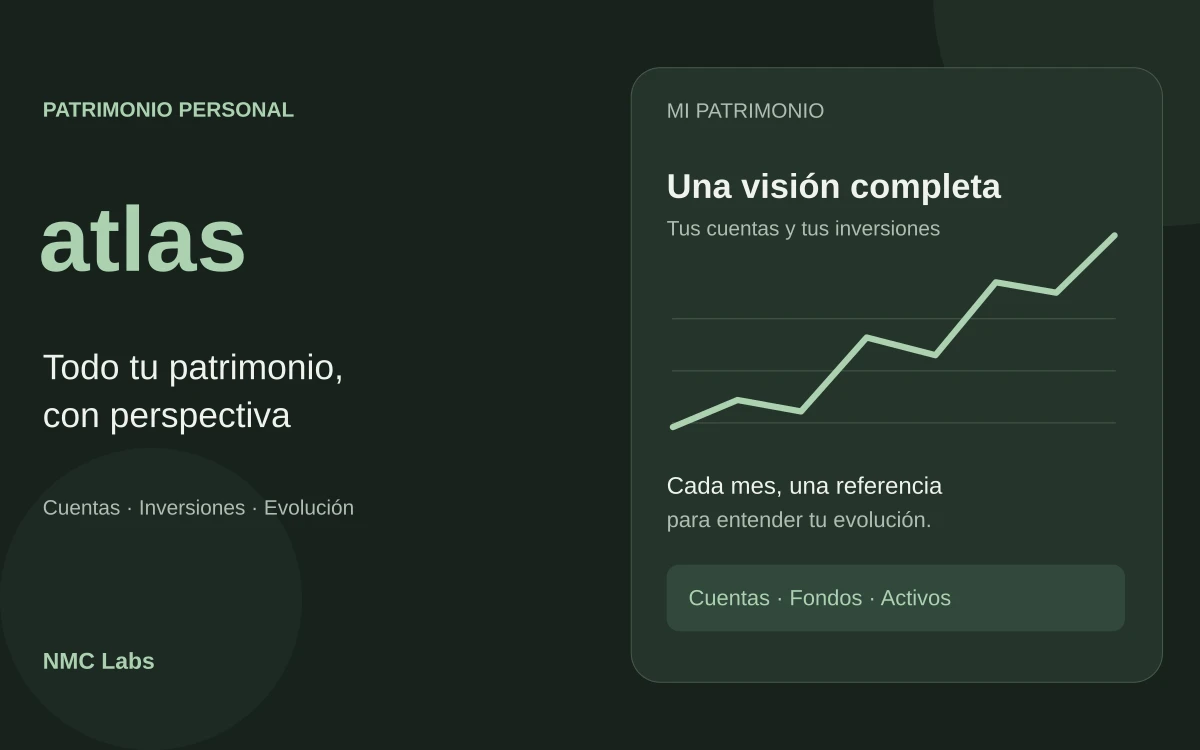 PATRIMONIO PERSONAL
atlas
Todo tu patrimonio,
con perspectiva
Cuentas · Inversiones · Evolución
NMC Labs
MI PATRIMONIO
Una visión completa
Tus cuentas y tus inversiones
Cada mes, una referencia
para entender tu evolución.
Cuentas · Fondos · Activos